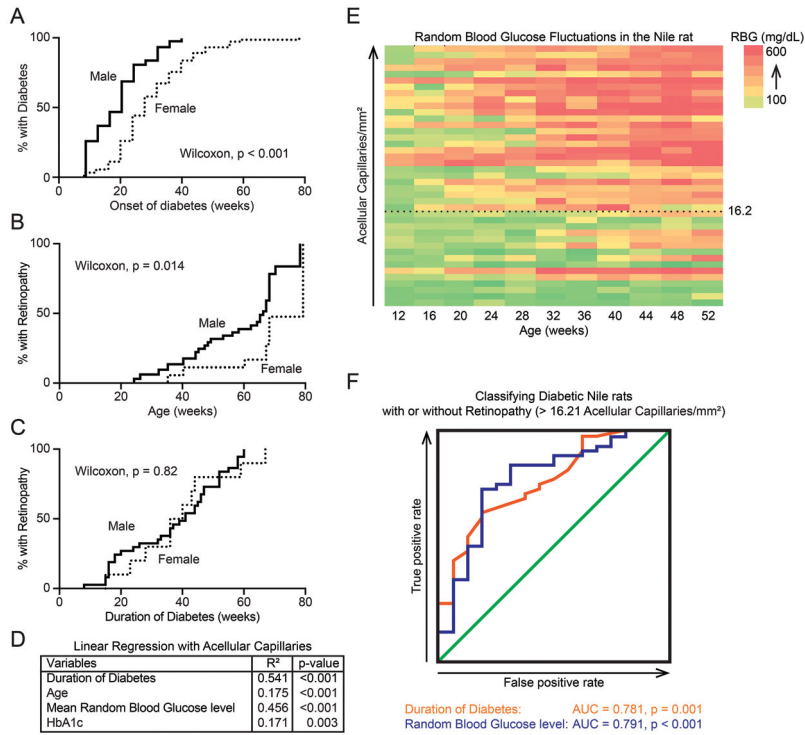 A
% with Diabetes
100
50
0
Male
Female
Wilcoxon, p < 0.001
0 20 40 60 80
Onset of diabetes (weeks)
B
% with Retinopathy
100
50
0
Wilcoxon, p = 0.014
Male
Female
0 20 40 60 80
Age (weeks)
C
% with Retinopathy
100
50
0
Wilcoxon, p = 0.82
Male
Female
0 20 40 60 80
Duration of Diabetes (weeks)
D
Linear Regression with Acellular Capillaries
Variables R² p-value
Duration of Diabetes 0.541 <0.001
Age 0.175 <0.001
Mean Random Blood Glucose level 0.456 <0.001
HbA1c 0.171 0.003
E
Random Blood Glucose Fluctuations in the Nile rat
RBG (mg/dL)
600
100
Acellular Capillaries/mm²
16.2
12 16 20 24 28 32 36 40 44 48 52
Age (weeks)
F
Classifying Diabetic Nile rats
with or without Retinopathy (> 16.21 Acellular Capillaries/mm²)
True positive rate
False positive rate
Duration of Diabetes: AUC = 0.781, p = 0.001
Random Blood Glucose level: AUC = 0.791, p < 0.001